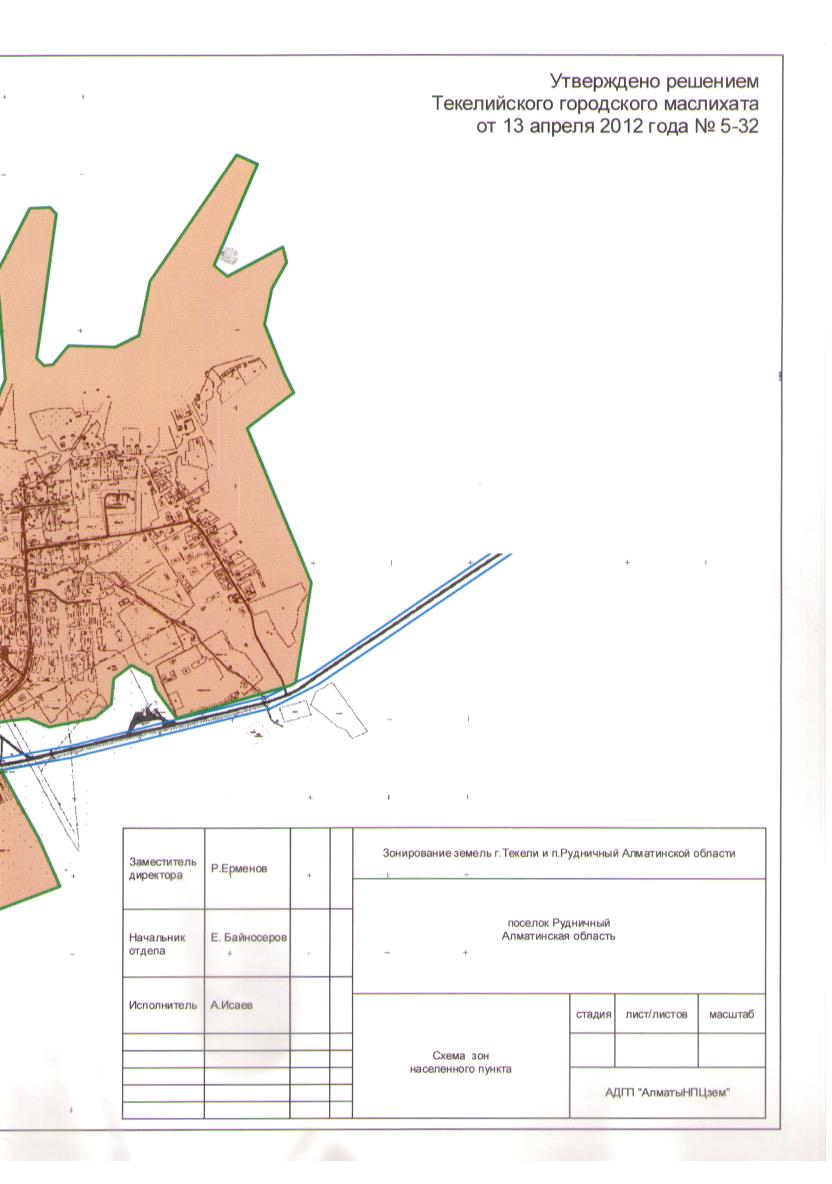 Утверждено решением
Текелийского городского маслихата
от 13 апреля 2012 года № 5-32
Заместитель
директора
Р.Ерменов
Зонирование земель г.Текели и п.Рудничный Алматинской области
Начальник
отдела
Е. Байносеров
поселок Рудничный
Алматинская область
Исполнитель
А.Исаев
стадия
лист/листов
масштаб
Схема зон
населенного пункта
АДГП "АлматыНПЦзем"